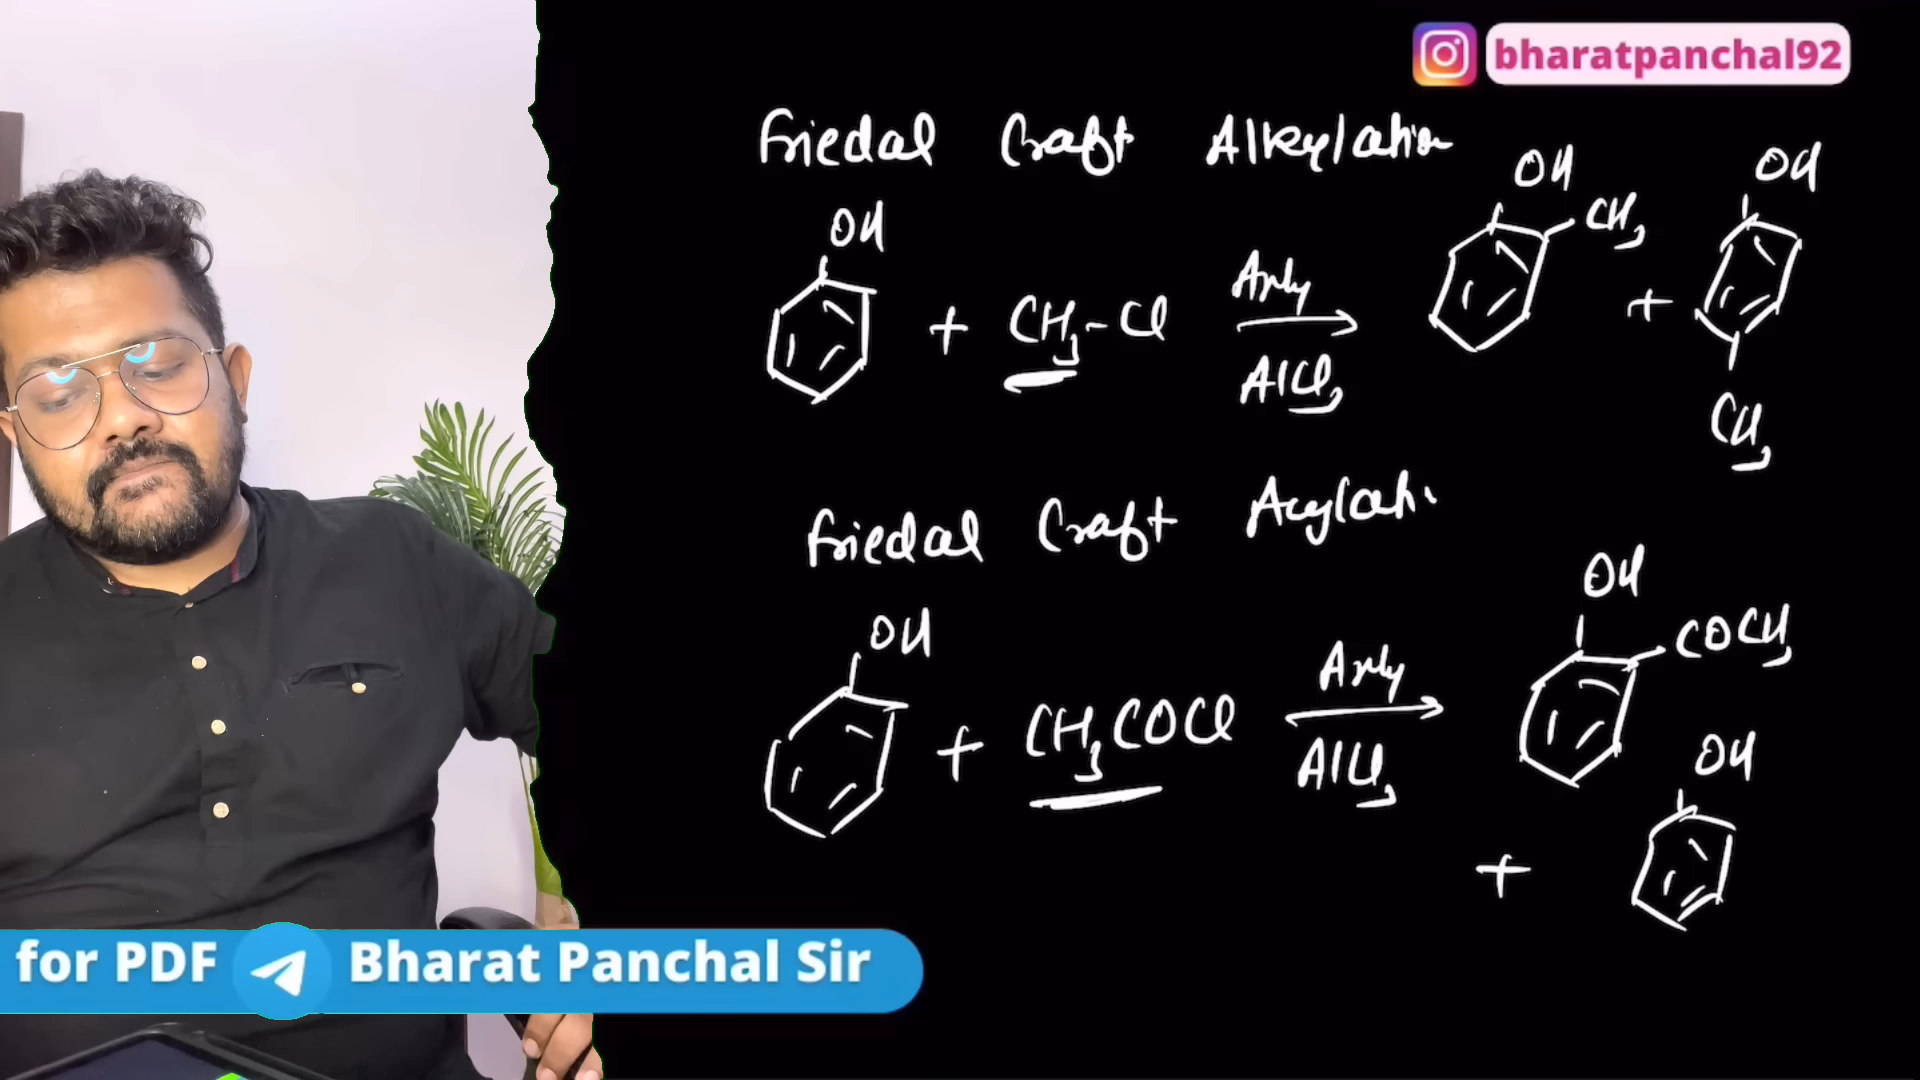 bharatpanchal92
Friedal Craft Alkylation
OH
+ CH3-Cl
Anhy
AlCl3
OH
CH3
+
OH
CH3
Friedal Craft Acylati
OH
+ CH3COCl
Anhy
AlCl3
OH
COCH3
+
OH
for PDF Bharat Panchal Sir